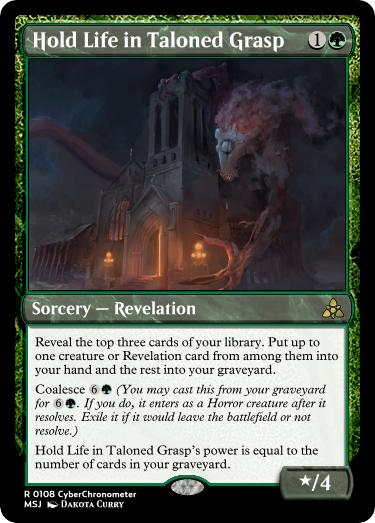 Hold Life in Taloned Grasp 1
Sorcery — Revelation
Reveal the top three cards of your library. Put up to
one creature or Revelation card from among them into
your hand and the rest into your graveyard.
Coalesce 6 (You may cast this from your graveyard
for 6. If you do, it enters as a Horror creature after it
resolves. Exile it if it would leave the battlefield or not
resolve.)
Hold Life in Taloned Grasp's power is equal to the
number of cards in your graveyard.
★/4
R 0108 CyberChronometer
MSJ DAKOTA CURRY